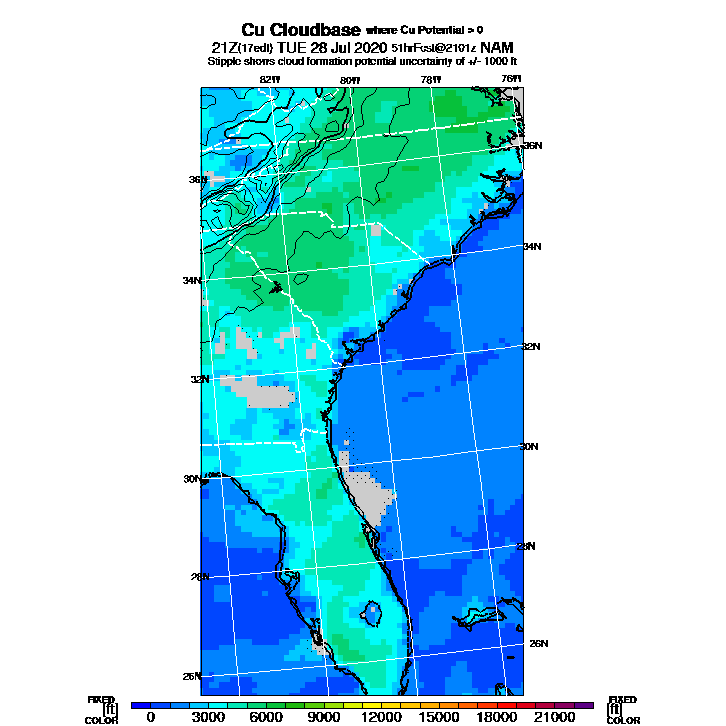 Cu Cloudbase where Cu Potential > 0
21Z(17edt) TUE 28 Jul 2020 51hrFcst@2101z NAM
Stipple shows cloud formation potential uncertainty of +/- 1000 ft
82W 80W 78W 76W
36N 36N
34N 34N
32N 32N
30N 30N
28N 28N
26N 26N
FIXED FIXED
[ft] [ft]
COLOR COLOR
0 3000 6000 9000 12000 15000 18000 21000